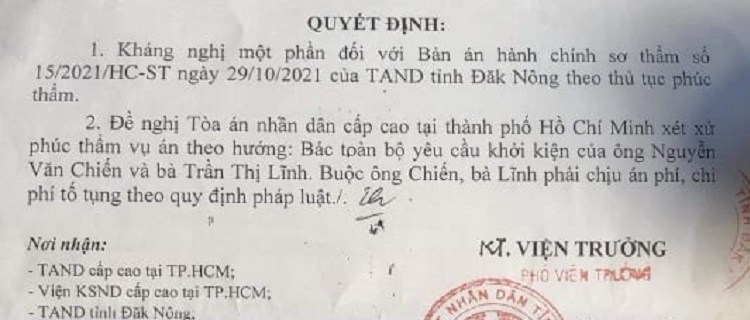 QUYẾT ĐỊNH:
1. Kháng nghị một phần đối với Bản án hành chính sơ thẩm số
15/2021/HC-ST ngày 29/10/2021 của TAND tỉnh Đăk Nông theo thủ tục phúc
thẩm.
2. Đề nghị Tòa án nhân dân cấp cao tại thành phố Hồ Chí Minh xét xử
phúc thẩm vụ án theo hướng: Bác toàn bộ yêu cầu khởi kiện của ông Nguyễn
Văn Chiến và bà Trần Thị Lĩnh. Buộc ông Chiến, bà Lĩnh phải chịu án phí, chi
phí tố tụng theo quy định pháp luật./.
Nơi nhận:
- TAND cấp cao tại TP.HCM;
- Viện KSND cấp cao tại TP.HCM;
- TAND tỉnh Đăk Nông;
KT. VIỆN TRƯỞNG
PHÓ VIỆN TRƯỞNG
NHÂN DÂN